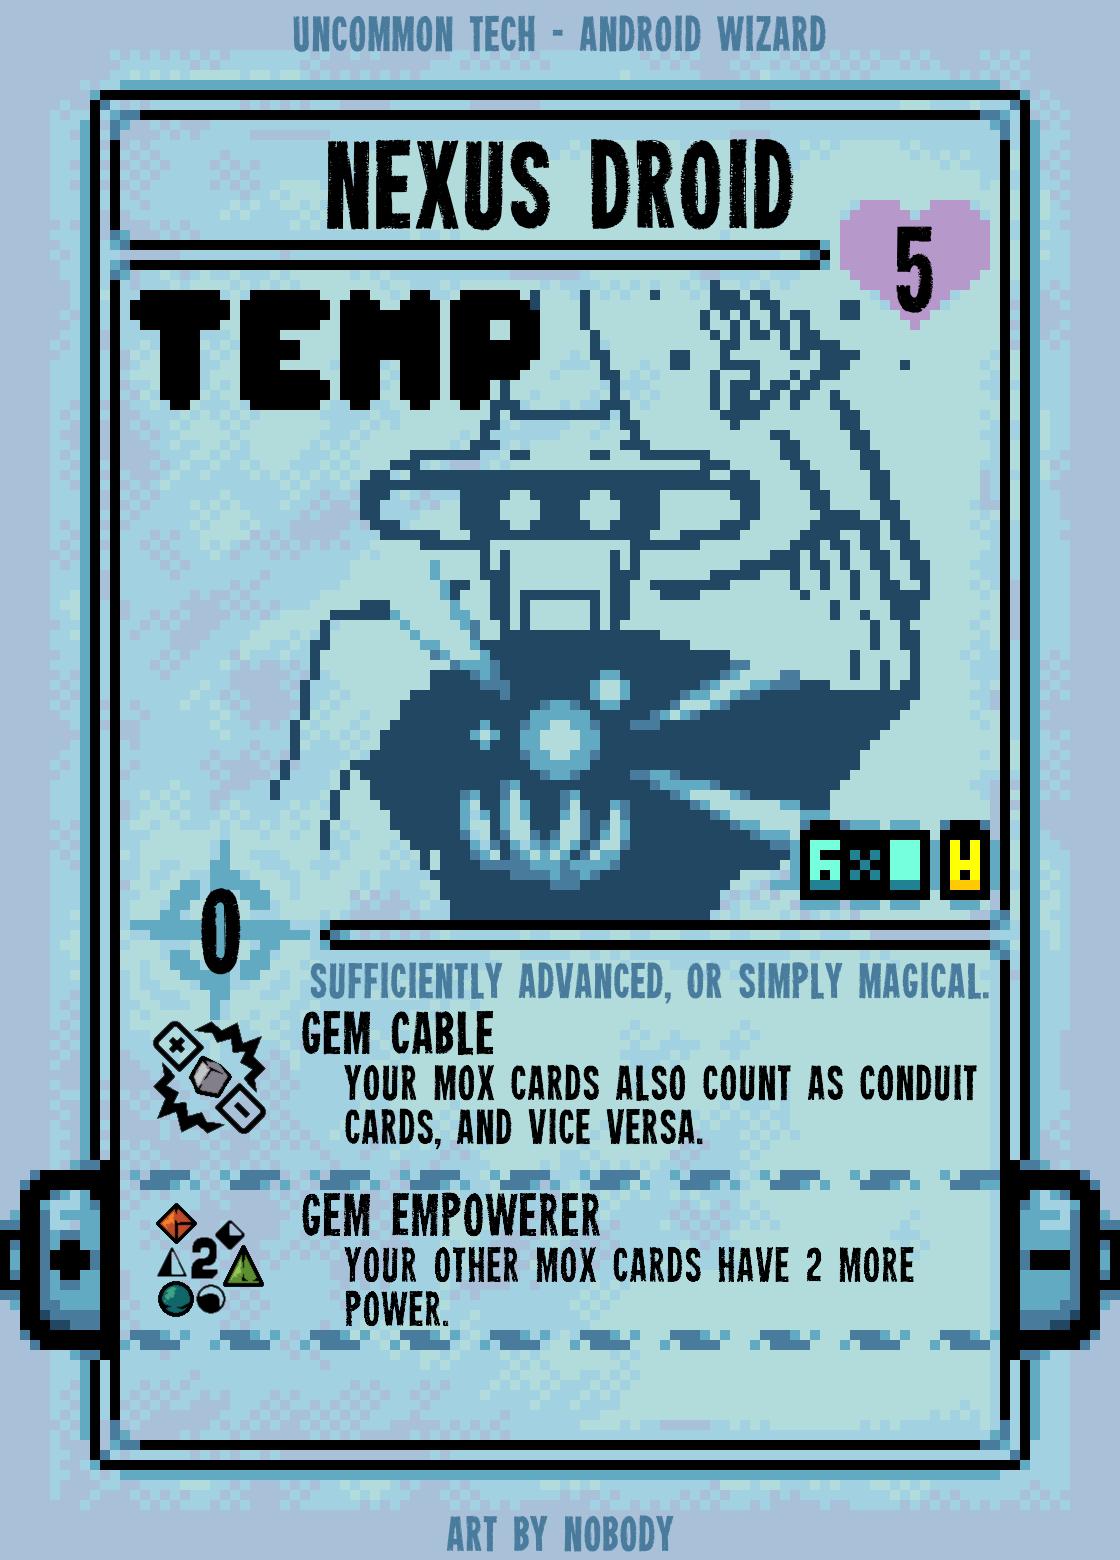 UNCOMMON TECH - ANDROID WIZARD
NEXUS DROID
5
TEMP
6 x
0
SUFFICIENTLY ADVANCED, OR SIMPLY MAGICAL.
GEM CABLE
YOUR MOX CARDS ALSO COUNT AS CONDUIT
CARDS, AND VICE VERSA.
GEM EMPOWERER
2
YOUR OTHER MOX CARDS HAVE 2 MORE
POWER.
ART BY NOBODY